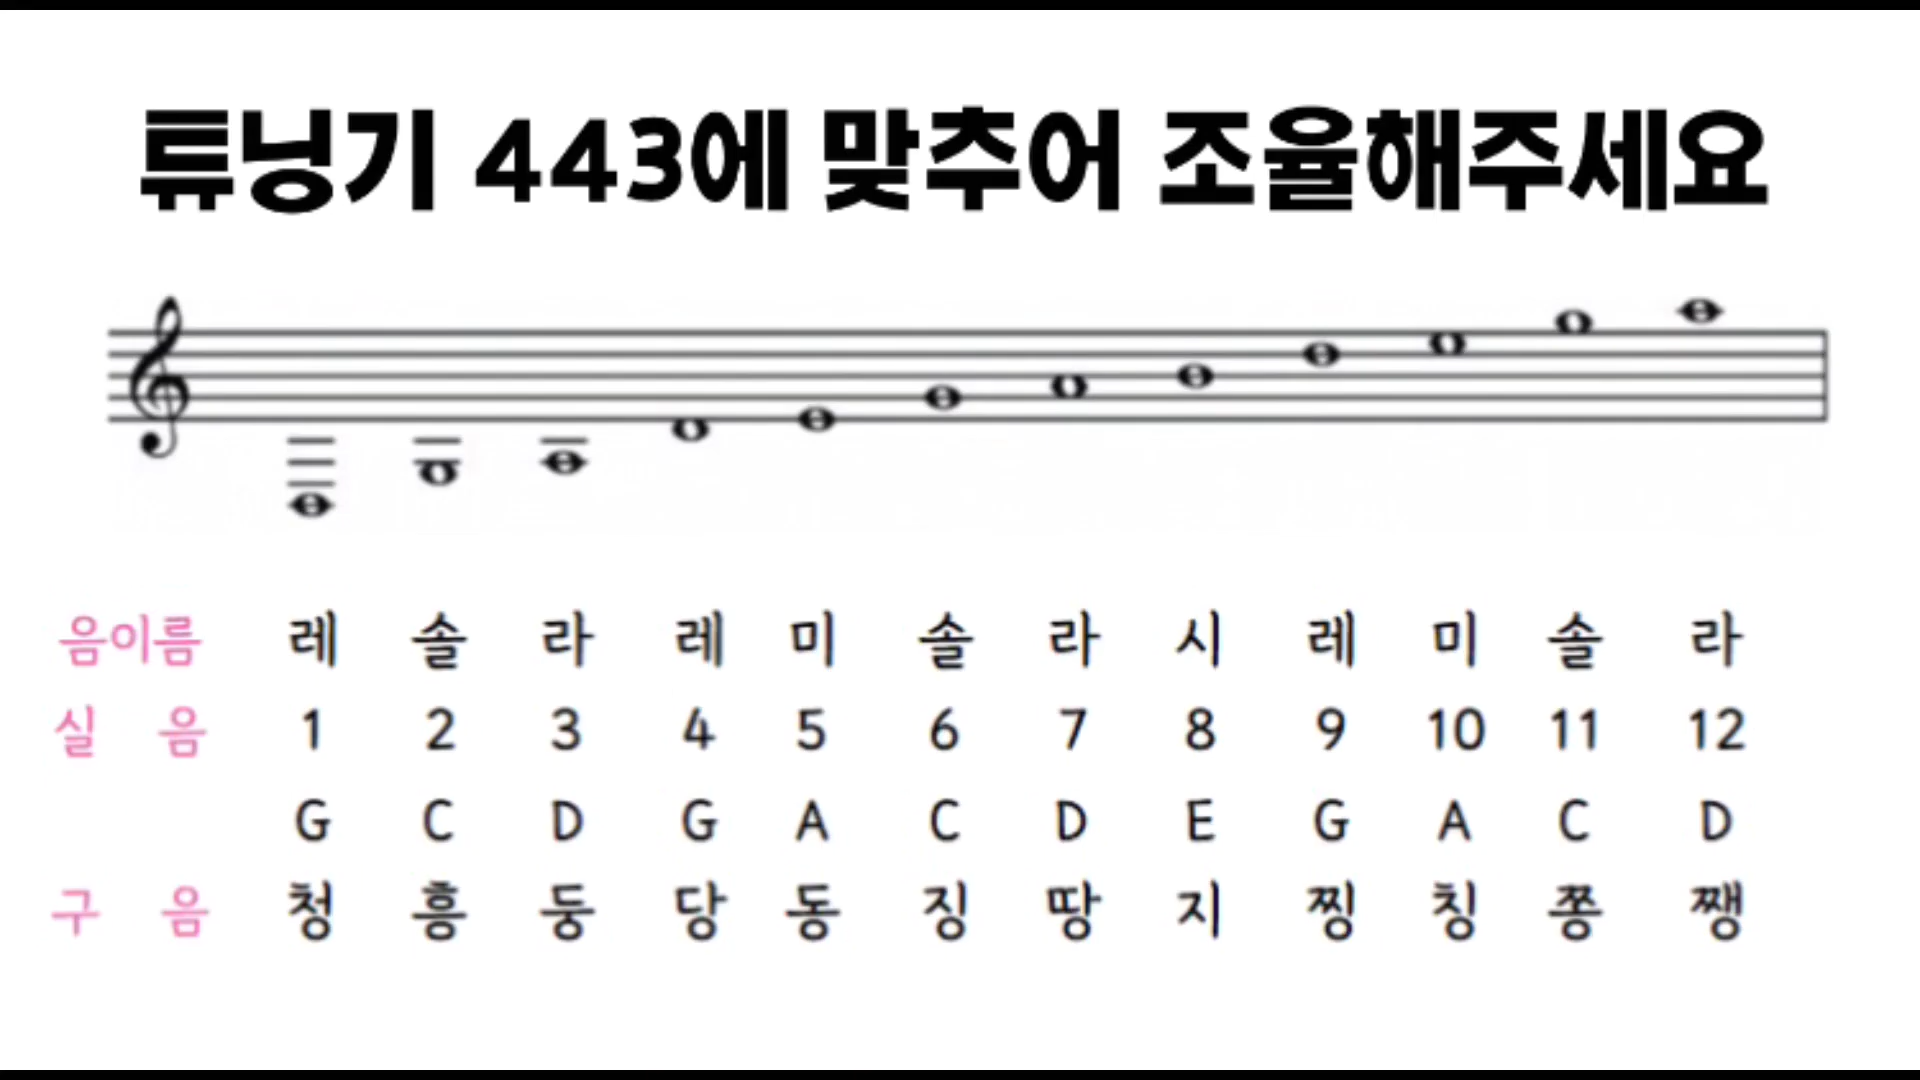 튜닝기 443에 맞추어 조율해주세요
음이름 레 솔 라 레 미 솔 라 시 레 미 솔 라
실 음 1 2 3 4 5 6 7 8 9 10 11 12
G C D G A C D E G A C D
구 음 청 흥 둥 당 동 징 땅 지 찡 칭 쫑 쨍